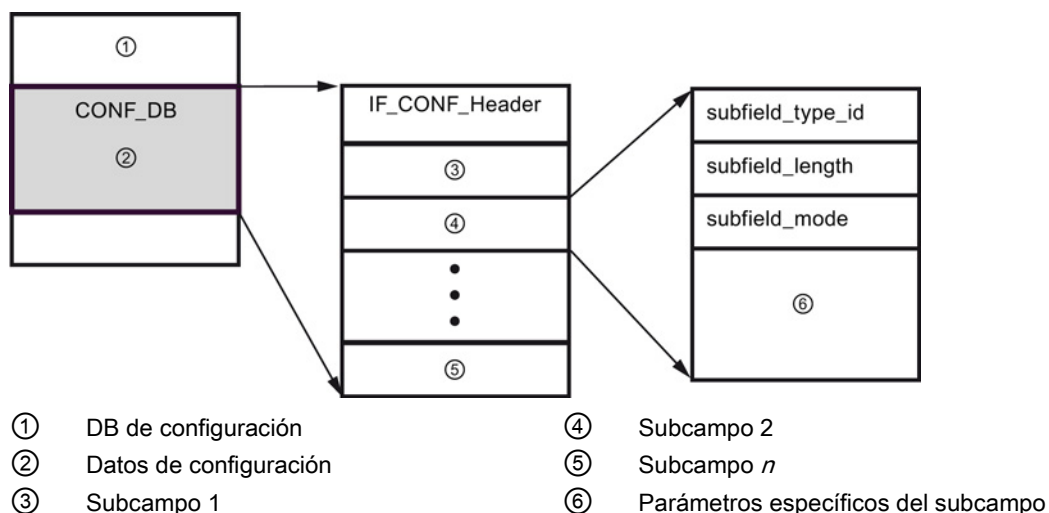 ①
CONF_DB
②
IF_CONF_Header
③
④
⑤
subfield_type_id
subfield_length
subfield_mode
⑥
① DB de configuración
② Datos de configuración
③ Subcampo 1
④ Subcampo 2
⑤ Subcampo n
⑥ Parámetros específicos del subcampo